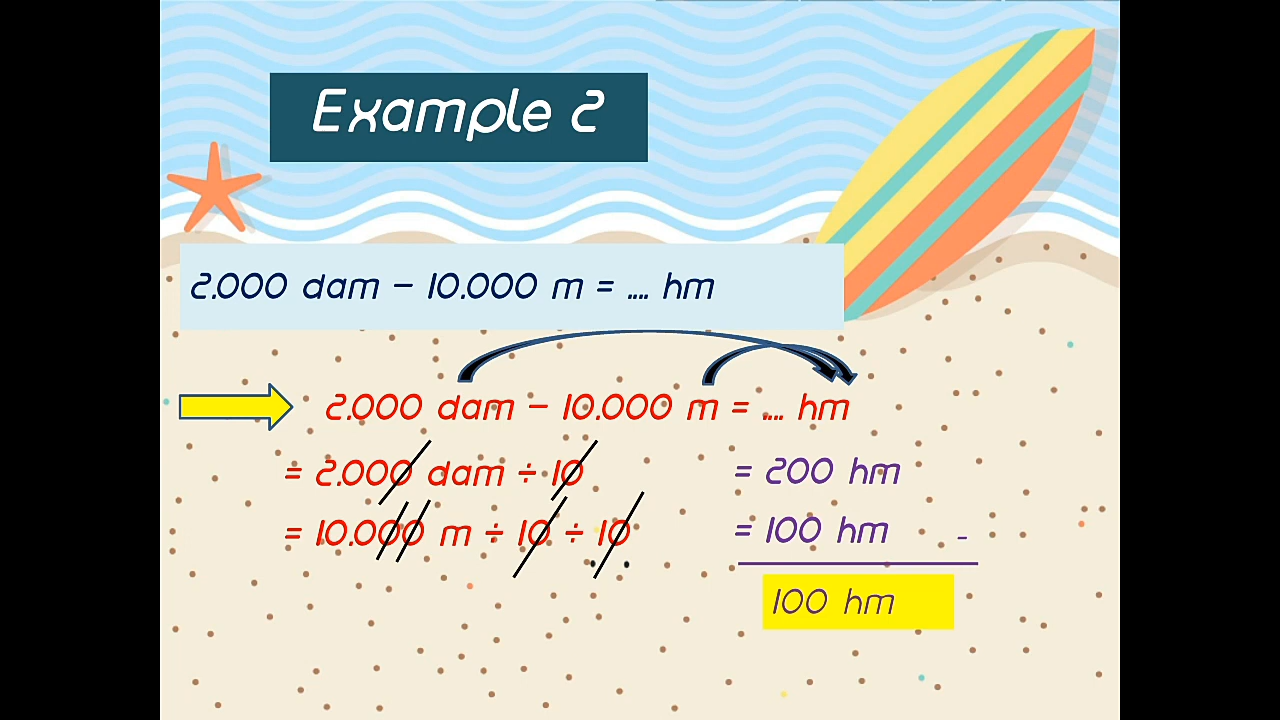 Example 2
2.000 dam – 10.000 m = .... hm
2.000 dam – 10.000 m = .... hm
= 2.000 dam ÷ 10 = 200 hm
= 10.000 m ÷ 10 ÷ 10 = 100 hm -
100 hm